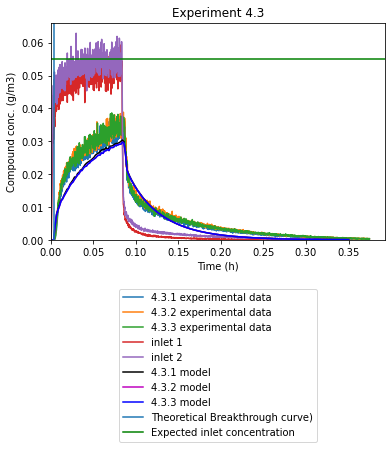 Experiment 4.3
Compound conc. (g/m3)
0.06
0.05
0.04
0.03
0.02
0.01
0.00
0.00 0.05 0.10 0.15 0.20 0.25 0.30 0.35
Time (h)
4.3.1 experimental data
4.3.2 experimental data
4.3.3 experimental data
inlet 1
inlet 2
4.3.1 model
4.3.2 model
4.3.3 model
Theoretical Breakthrough curve)
Expected inlet concentration